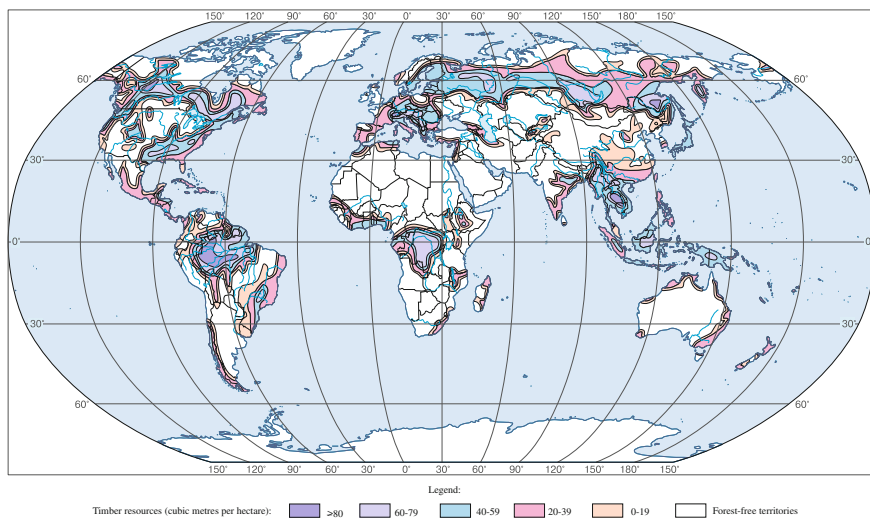 150' 120' 90' 60' 30' 0' 30' 60' 90' 120' 150' 180' 150'
60' 60'
30' 30'
0' 0'
30' 30'
60' 60'
150' 120' 90' 60' 30' 0' 30' 60' 90' 120' 150' 180' 150'
Legend:
Timber resources (cubic metres per hectare): >80 60-79 40-59 20-39 0-19 Forest-free territories